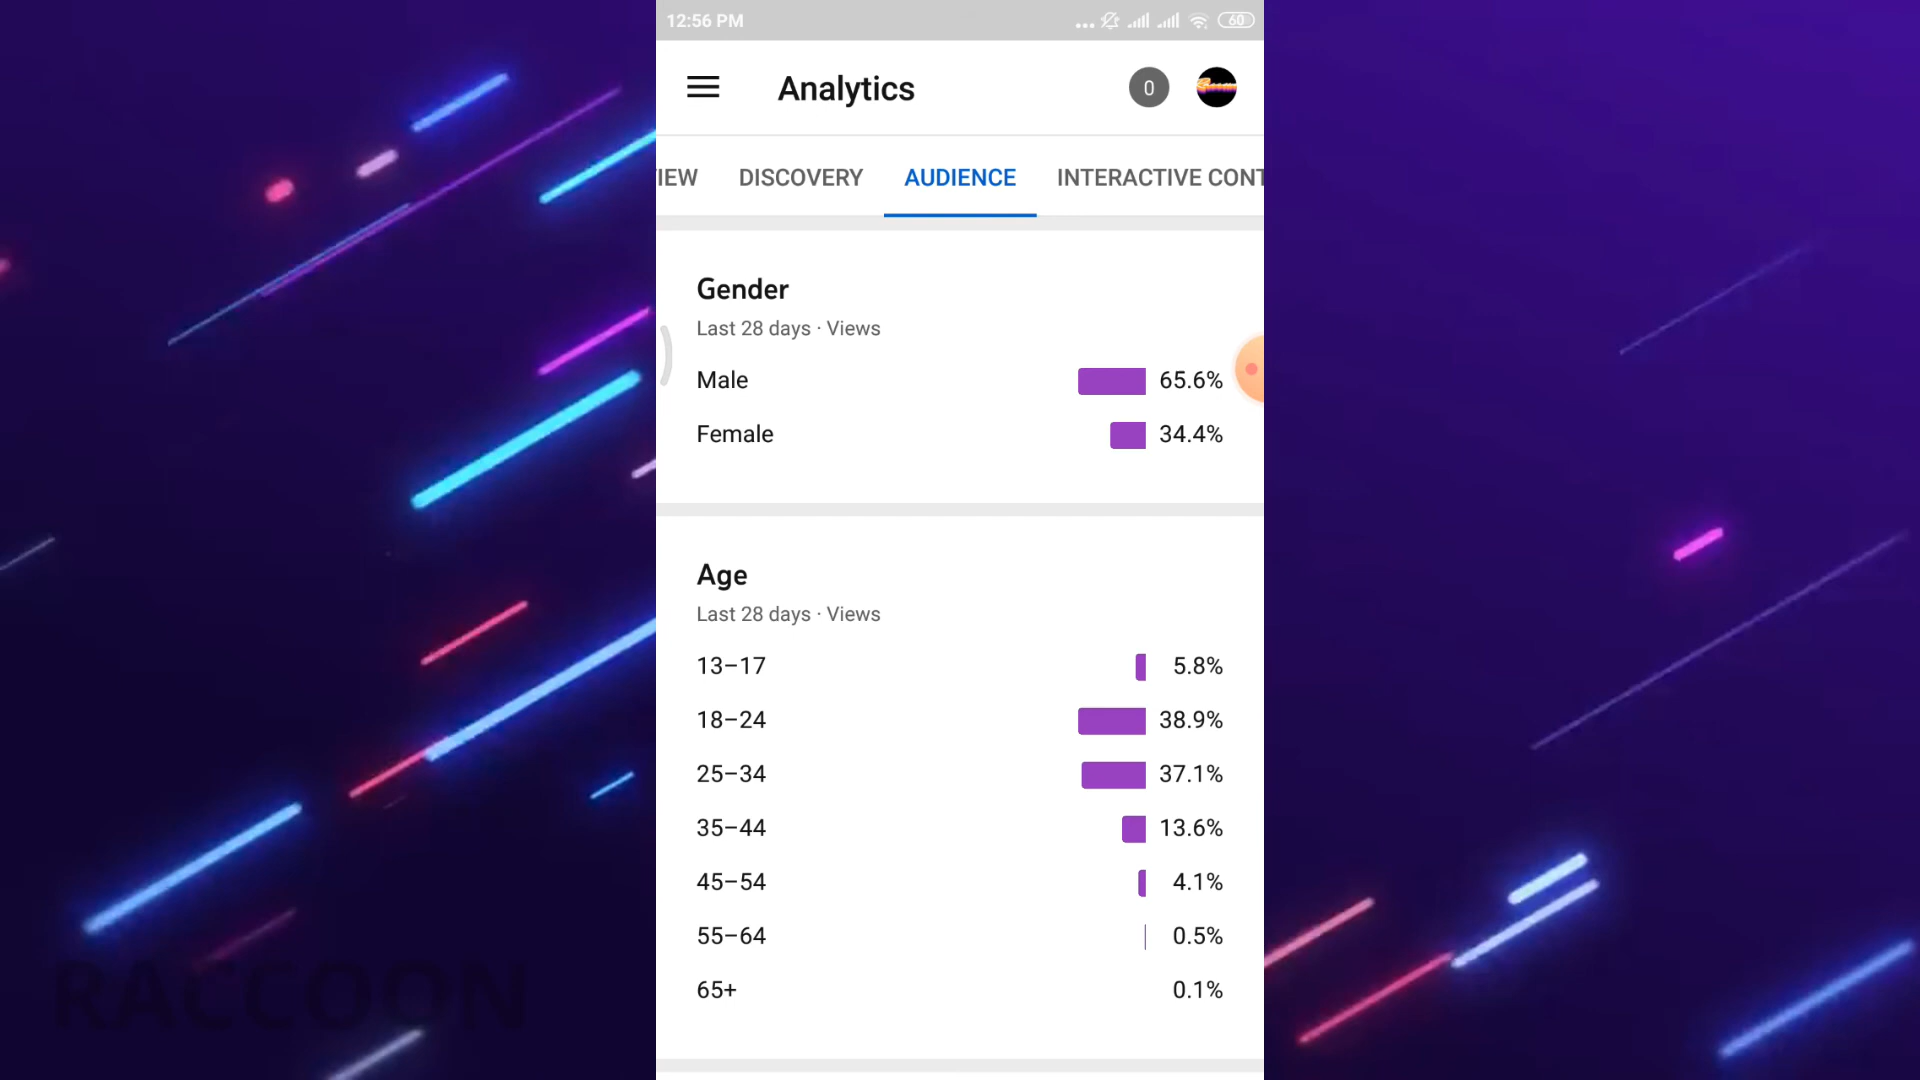 12:56 PM
60
Analytics
0
IEW
DISCOVERY
AUDIENCE
INTERACTIVE CONT
Gender
Last 28 days · Views
Male 65.6%
Female 34.4%
Age
Last 28 days · Views
13–17 5.8%
18–24 38.9%
25–34 37.1%
35–44 13.6%
45–54 4.1%
55–64 0.5%
65+ 0.1%
RACCOON